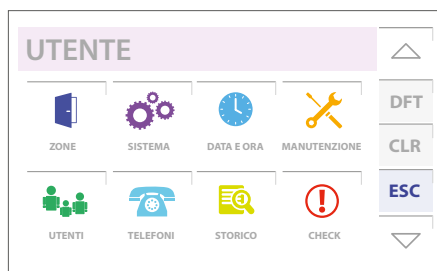 UTENTE
DFT
ZONE SISTEMA DATA E ORA MANUTENZIONE
CLR
ESC
UTENTI TELEFONI STORICO CHECK